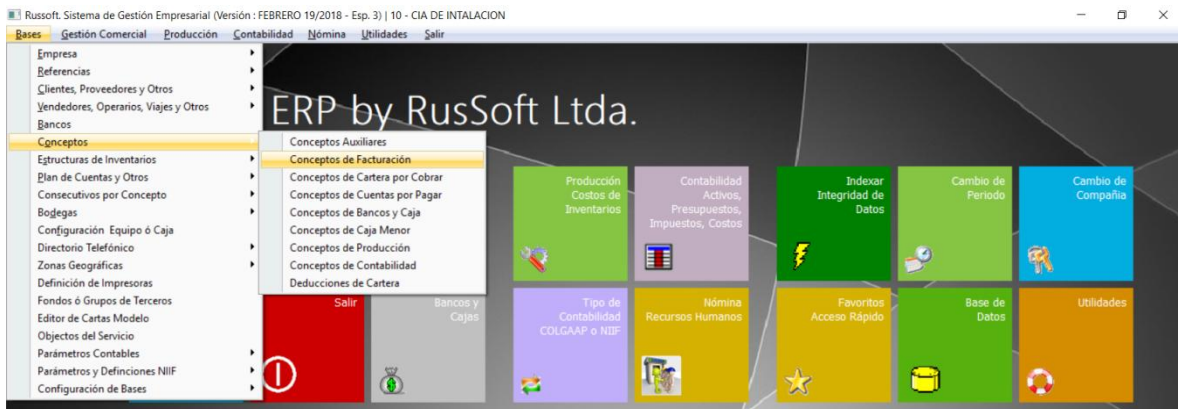 Russoft. Sistema de Gestión Empresarial (Versión : FEBRERO 19/2018 - Esp. 3) | 10 - CIA DE INTALACION
Bases Gestión Comercial Producción Contabilidad Nómina Utilidades Salir
Empresa
Referencias
Clientes, Proveedores y Otros
Vendedores, Operarios, Viajes y Otros
Bancos
Conceptos
Estructuras de Inventarios
Plan de Cuentas y Otros
Consecutivos por Concepto
Bodegas
Configuración Equipo ó Caja
Directorio Telefónico
Zonas Geográficas
Definición de Impresoras
Fondos ó Grupos de Terceros
Editor de Cartas Modelo
Objectos del Servicio
Parámetros Contables
Parámetros y Definciones NIIF
Configuración de Bases
ERP by RusSoft Ltda.
Conceptos Auxiliares
Conceptos de Facturación
Conceptos de Cartera por Cobrar
Conceptos de Cuentas por Pagar
Conceptos de Bancos y Caja
Conceptos de Caja Menor
Conceptos de Producción
Conceptos de Contabilidad
Deducciones de Cartera
Producción
Costos de
Inventarios
Contabilidad
Activos,
Presupuestos,
Impuestos, Costos
Indexar
Integridad de
Datos
Cambio de
Periodo
Cambio de
Compañia
Salir
Bancos y
Cajas
Tipo de
Contabilidad
COLGAAP o NIIF
Nómina
Recursos Humanos
Favoritos
Acceso Rápido
Base de
Datos
Utilidades